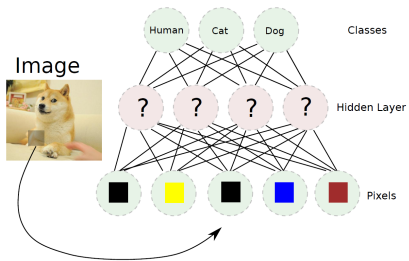 Human Cat Dog Classes
Image
? ? ? ? Hidden Layer
Pixels